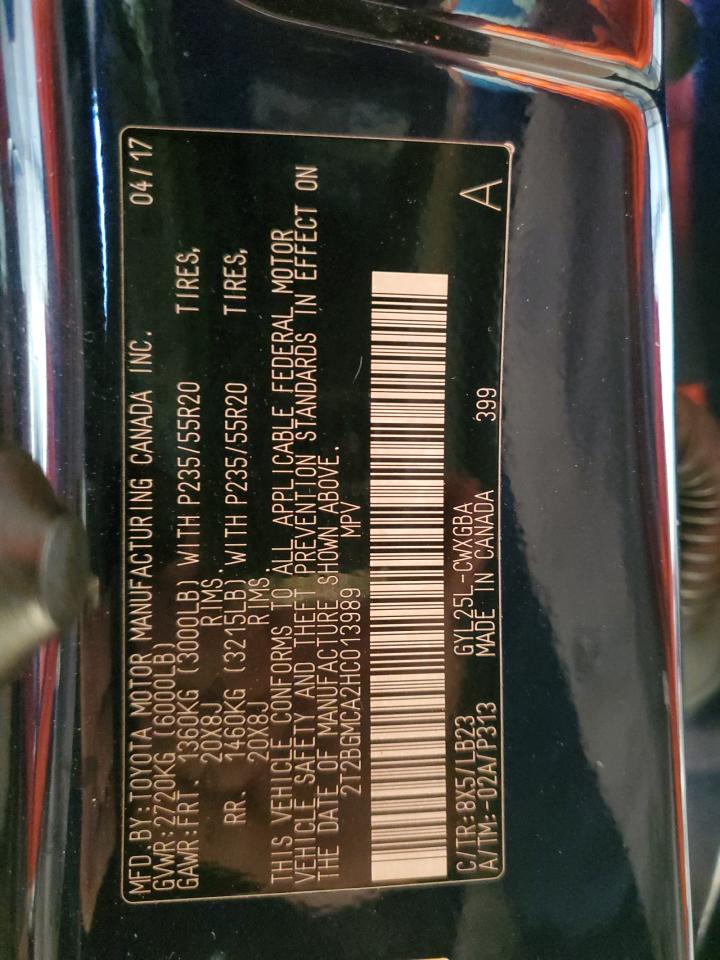 MFD.BY:TOYOTA MOTOR MANUFACTURING CANADA INC. 04/17
GVWR:2720KG (6000LB)
GAWR:FRT 1360KG (3000LB) WITH P235/55R20 TIRES,
20X8J RIMS,
RR. 1460KG (3215LB) WITH P235/55R20 TIRES,
20X8J RIMS
THIS VEHICLE CONFORMS TO ALL APPLICABLE FEDERAL MOTOR
VEHICLE SAFETY AND THEFT PREVENTION STANDARDS IN EFFECT ON
THE DATE OF MANUFACTURE SHOWN ABOVE.
2T2BGMCA2HC013989 MPV
C/TR:8X5/LB23 GYL25L-CWXGBA A
A/TM:-02A/P313 MADE IN CANADA 399